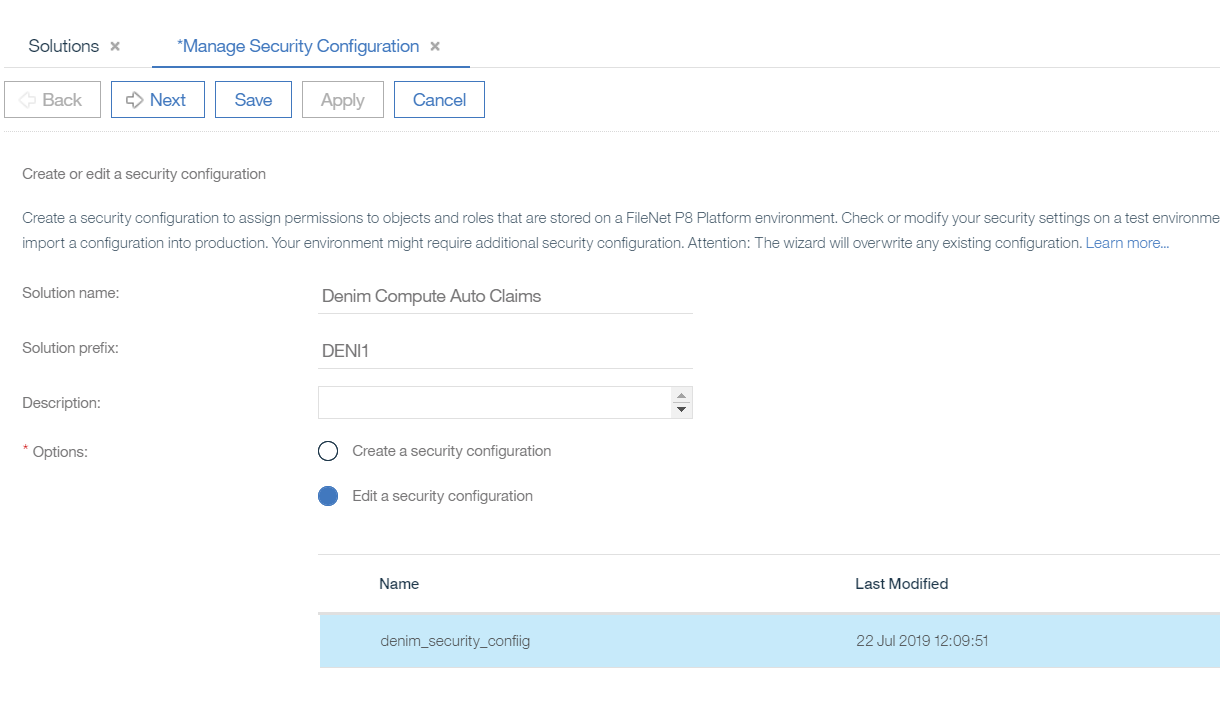 Solutions ×
*Manage Security Configuration ×
Back Next Save Apply Cancel
Create or edit a security configuration
Create a security configuration to assign permissions to objects and roles that are stored on a FileNet P8 Platform environment. Check or modify your security settings on a test environme
import a configuration into production. Your environment might require additional security configuration. Attention: The wizard will overwrite any existing configuration. Learn more...
Solution name: Denim Compute Auto Claims
Solution prefix: DENI1
Description:
* Options: Create a security configuration
Edit a security configuration
Name Last Modified
denim_security_confiig 22 Jul 2019 12:09:51